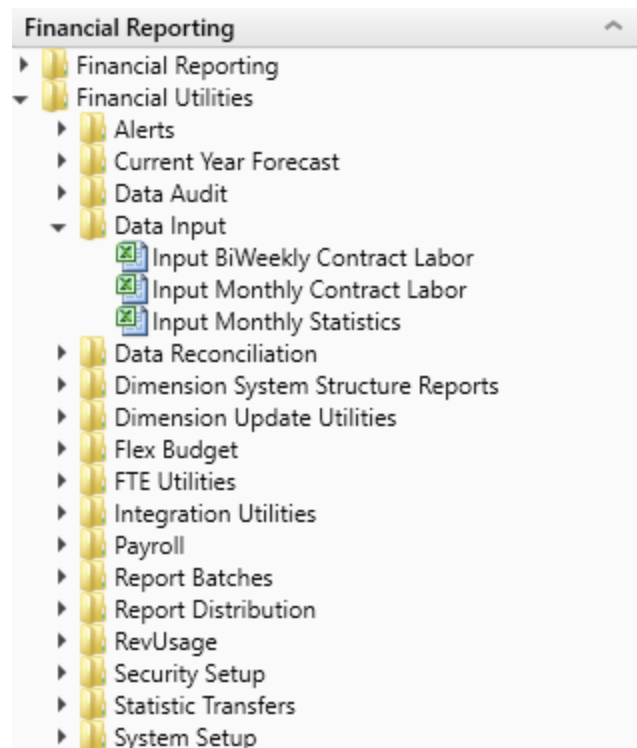 Financial Reporting
Financial Reporting
Financial Utilities
Alerts
Current Year Forecast
Data Audit
Data Input
Input BiWeekly Contract Labor
Input Monthly Contract Labor
Input Monthly Statistics
Data Reconciliation
Dimension System Structure Reports
Dimension Update Utilities
Flex Budget
FTE Utilities
Integration Utilities
Payroll
Report Batches
Report Distribution
RevUsage
Security Setup
Statistic Transfers
System Setup